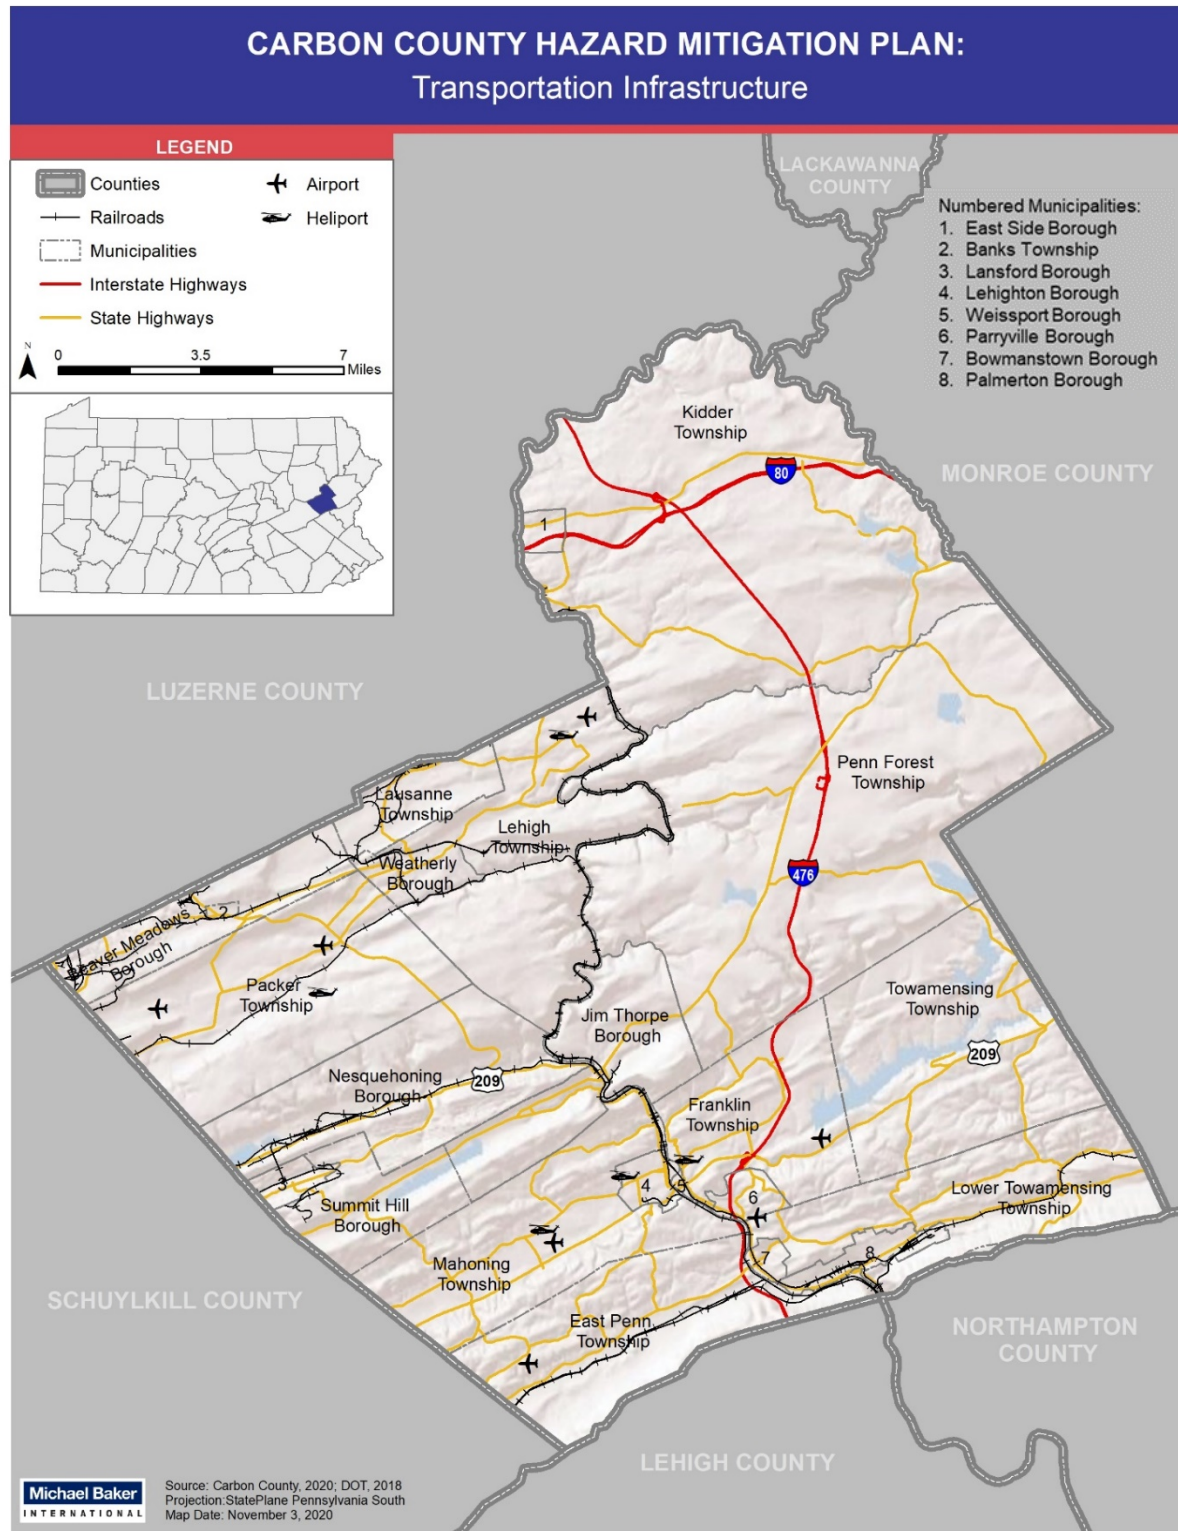 CARBON COUNTY HAZARD MITIGATION PLAN:
Transportation Infrastructure
LEGEND
Counties
Airport
Railroads
Heliport
Municipalities
Interstate Highways
State Highways
N
0
3.5
7
Miles
LACKAWANNA
COUNTY
Numbered Municipalities:
1. East Side Borough
2. Banks Township
3. Lansford Borough
4. Lehighton Borough
5. Weissport Borough
6. Parryville Borough
7. Bowmanstown Borough
8. Palmerton Borough
Kidder
Township
80
MONROE COUNTY
1
LUZERNE COUNTY
Penn Forest
Township
Lausanne
Township
Lehigh
Township
Weatherly
Borough
476
2
Beaver Meadows
Borough
Packer
Township
Towamensing
Township
Jim Thorpe
Borough
209
Nesquehoning
Borough
209
Franklin
Township
3
4
5
6
Summit Hill
Borough
Lower Towamensing
Township
7
8
Mahoning
Township
SCHUYLKILL COUNTY
East Penn
Township
NORTHAMPTON
COUNTY
LEHIGH COUNTY
Michael Baker
INTERNATIONAL
Source: Carbon County, 2020; DOT, 2018
Projection:StatePlane Pennsylvania South
Map Date: November 3, 2020